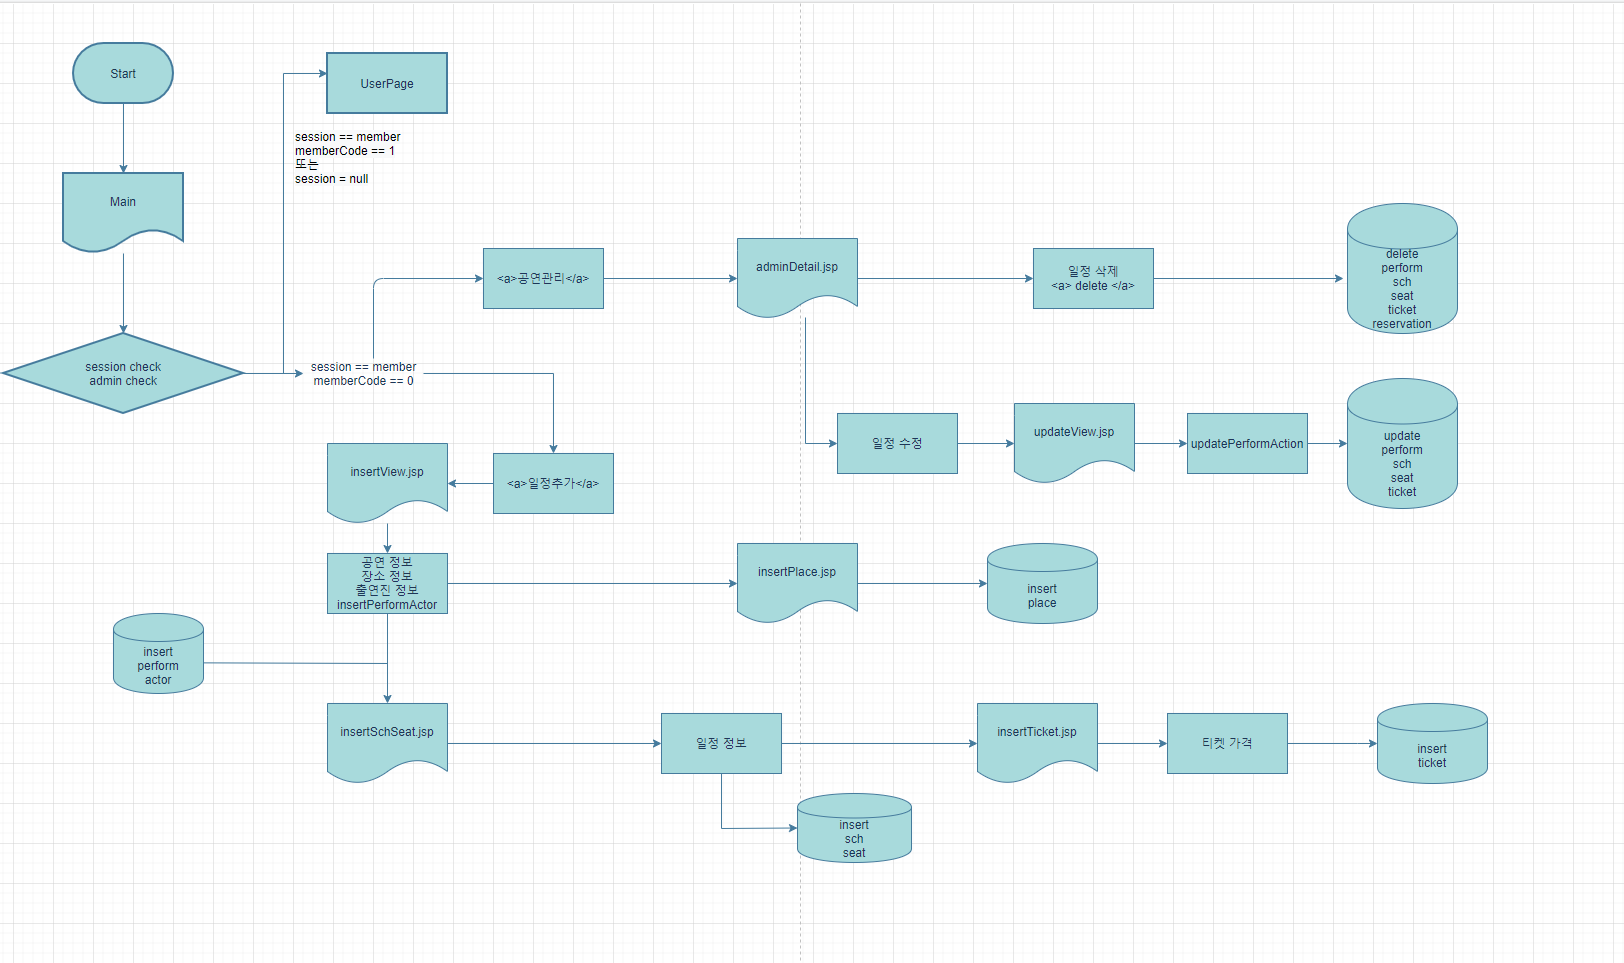 Start
UserPage
session == member
memberCode == 1
또는
session = null
Main
session check
admin check
session == member
memberCode == 0
<a>공연관리</a>
adminDetail.jsp
일정 삭제
<a> delete </a>
delete
perform
sch
seat
ticket
reservation
일정 수정
updateView.jsp
updatePerformAction
update
perform
sch
seat
ticket
<a>일정추가</a>
insertView.jsp
공연 정보
장소 정보
출연진 정보
insertPerformActor
insertPlace.jsp
insert
place
insert
perform
actor
insertSchSeat.jsp
일정 정보
insertTicket.jsp
티켓 가격
insert
ticket
insert
sch
seat